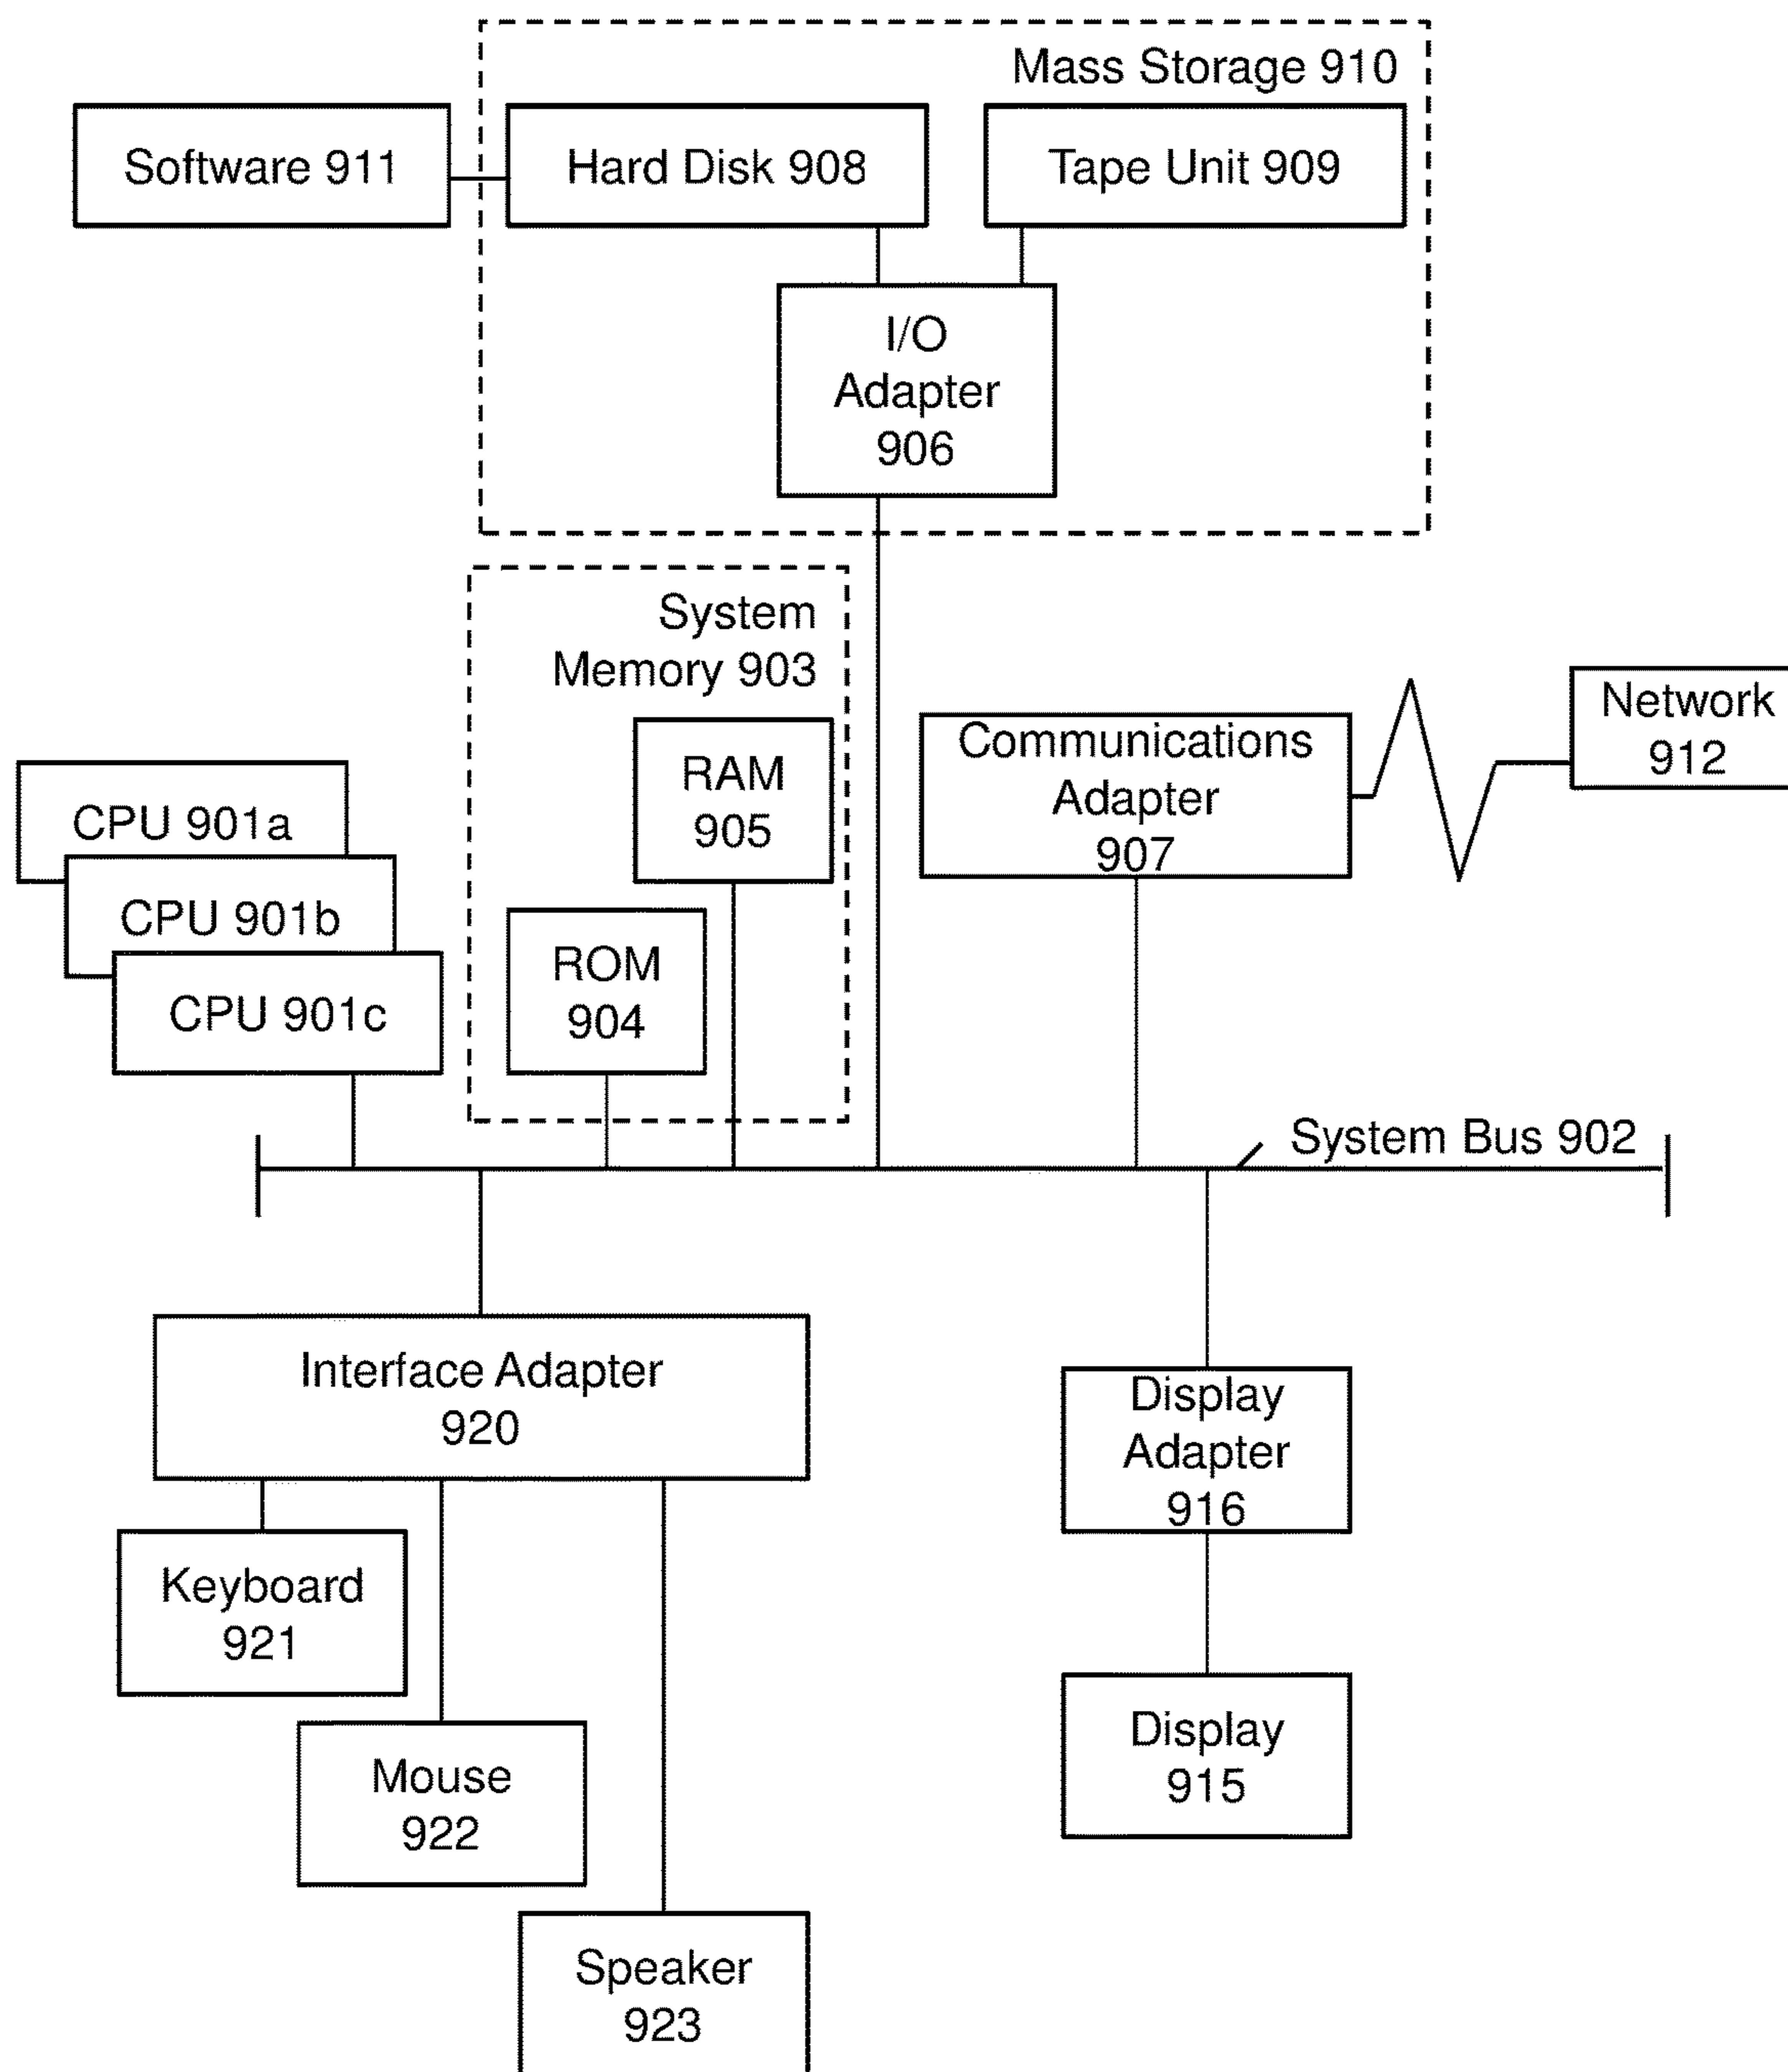 Mass Storage 910
Software 911
Hard Disk 908
Tape Unit 909
I/O
Adapter
906
System
Memory 903
RAM
905
ROM
904
Communications
Adapter
907
Network
912
CPU 901a
CPU 901b
CPU 901c
System Bus 902
Interface Adapter
920
Display
Adapter
916
Keyboard
921
Mouse
922
Display
915
Speaker
923